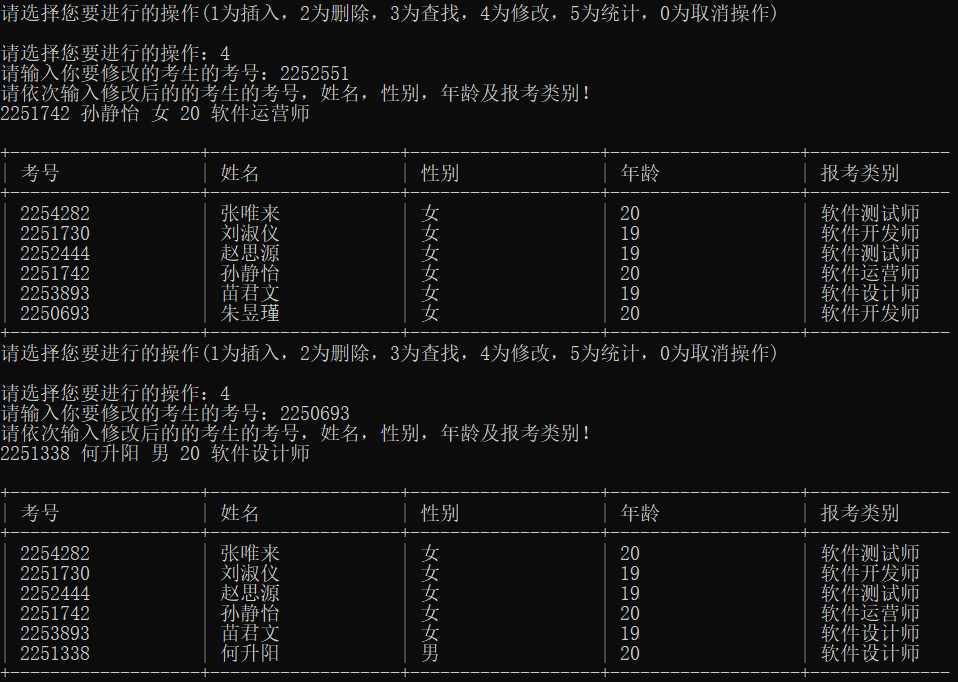 请选择您要进行的操作(1为插入，2为删除，3为查找，4为修改，5为统计，0为取消操作)
请选择您要进行的操作：4
请输入你要修改的考生的考号：2252551
请依次输入修改后的的考生的考号，姓名，性别，年龄及报考类别！
2251742 孙静怡 女 20 软件运营师
考号 姓名 性别 年龄 报考类别
2254282 张唯来 女 20 软件测试师
2251730 刘淑仪 女 19 软件开发师
2252444 赵思源 女 19 软件测试师
2251742 孙静怡 女 20 软件运营师
2253893 苗君文 女 19 软件设计师
2250693 朱昱瑾 女 20 软件开发师
请选择您要进行的操作(1为插入，2为删除，3为查找，4为修改，5为统计，0为取消操作)
请选择您要进行的操作：4
请输入你要修改的考生的考号：2250693
请依次输入修改后的的考生的考号，姓名，性别，年龄及报考类别！
2251338 何升阳 男 20 软件设计师
考号 姓名 性别 年龄 报考类别
2254282 张唯来 女 20 软件测试师
2251730 刘淑仪 女 19 软件开发师
2252444 赵思源 女 19 软件测试师
2251742 孙静怡 女 20 软件运营师
2253893 苗君文 女 19 软件设计师
2251338 何升阳 男 20 软件设计师